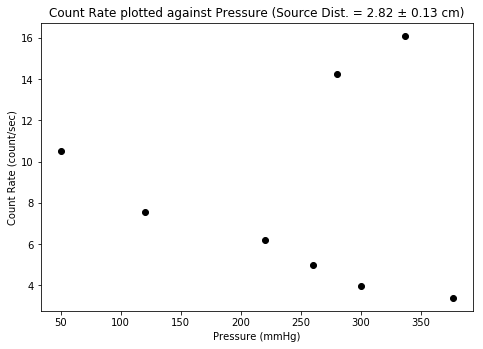 Count Rate plotted against Pressure (Source Dist. = 2.82 ± 0.13 cm)
16
14
12
10
8
6
4
Count Rate (count/sec)
50 100 150 200 250 300 350
Pressure (mmHg)